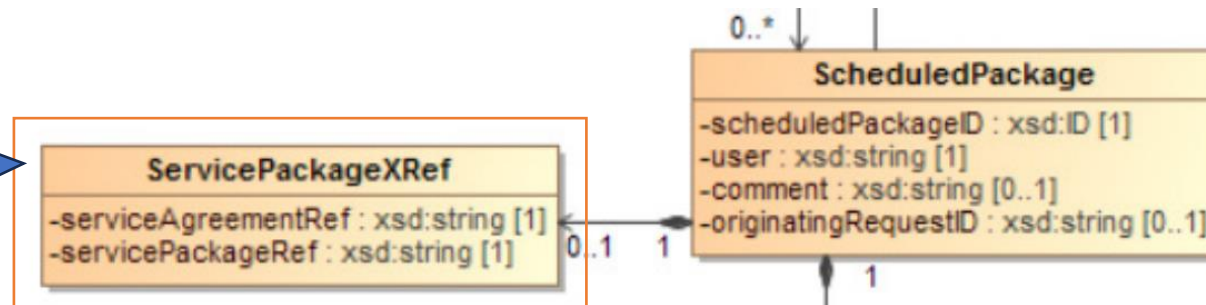 0..*
ScheduledPackage
-scheduledPackageID : xsd:ID [1]
-user : xsd:string [1]
-comment : xsd:string [0..1]
-originatingRequestID : xsd:string [0..1]
ServicePackageXRef
-serviceAgreementRef : xsd:string [1]
-servicePackageRef : xsd:string [1]
0..1
1
1